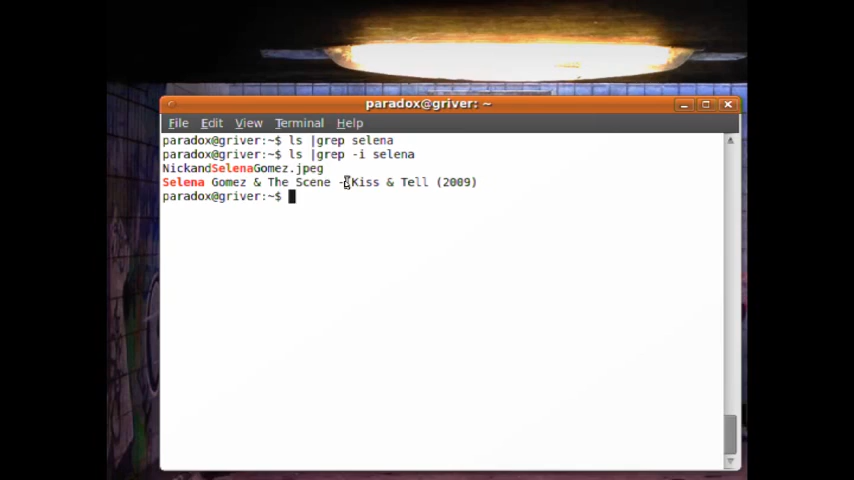 paradox@griver: ~
File Edit View Terminal Help
paradox@griver:~$ ls |grep selena
paradox@griver:~$ ls |grep -i selena
NickandSelenaGomez.jpeg
Selena Gomez & The Scene - Kiss & Tell (2009)
paradox@griver:~$